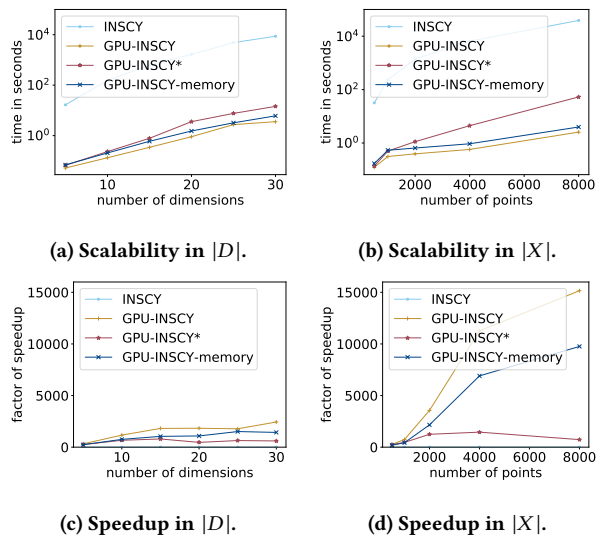 10^4
10^2
10^0
time in seconds
INSCY
GPU-INSCY
GPU-INSCY*
GPU-INSCY-memory
10 20 30
number of dimensions
10^4
10^2
10^0
time in seconds
INSCY
GPU-INSCY
GPU-INSCY*
GPU-INSCY-memory
2000 4000 6000 8000
number of points
(a) Scalability in |D|.
(b) Scalability in |X|.
15000
10000
5000
0
factor of speedup
INSCY
GPU-INSCY
GPU-INSCY*
GPU-INSCY-memory
10 20 30
number of dimensions
15000
10000
5000
0
factor of speedup
INSCY
GPU-INSCY
GPU-INSCY*
GPU-INSCY-memory
2000 4000 6000 8000
number of points
(c) Speedup in |D|.
(d) Speedup in |X|.